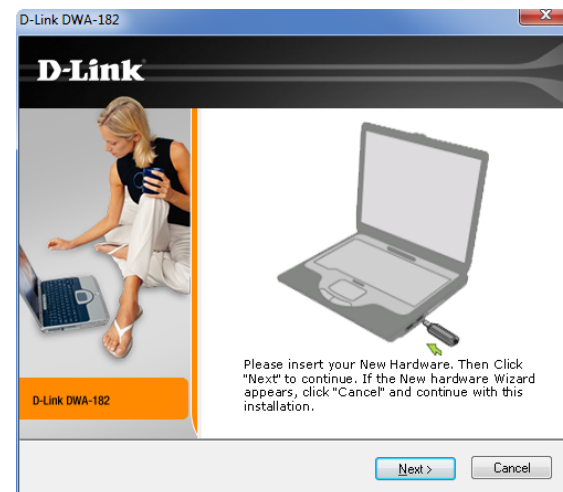 D-Link DWA-182
D-Link
Please insert your New Hardware. Then Click
"Next" to continue. If the New hardware Wizard
appears, click "Cancel" and continue with this
installation.
D-Link DWA-182
Next >
Cancel